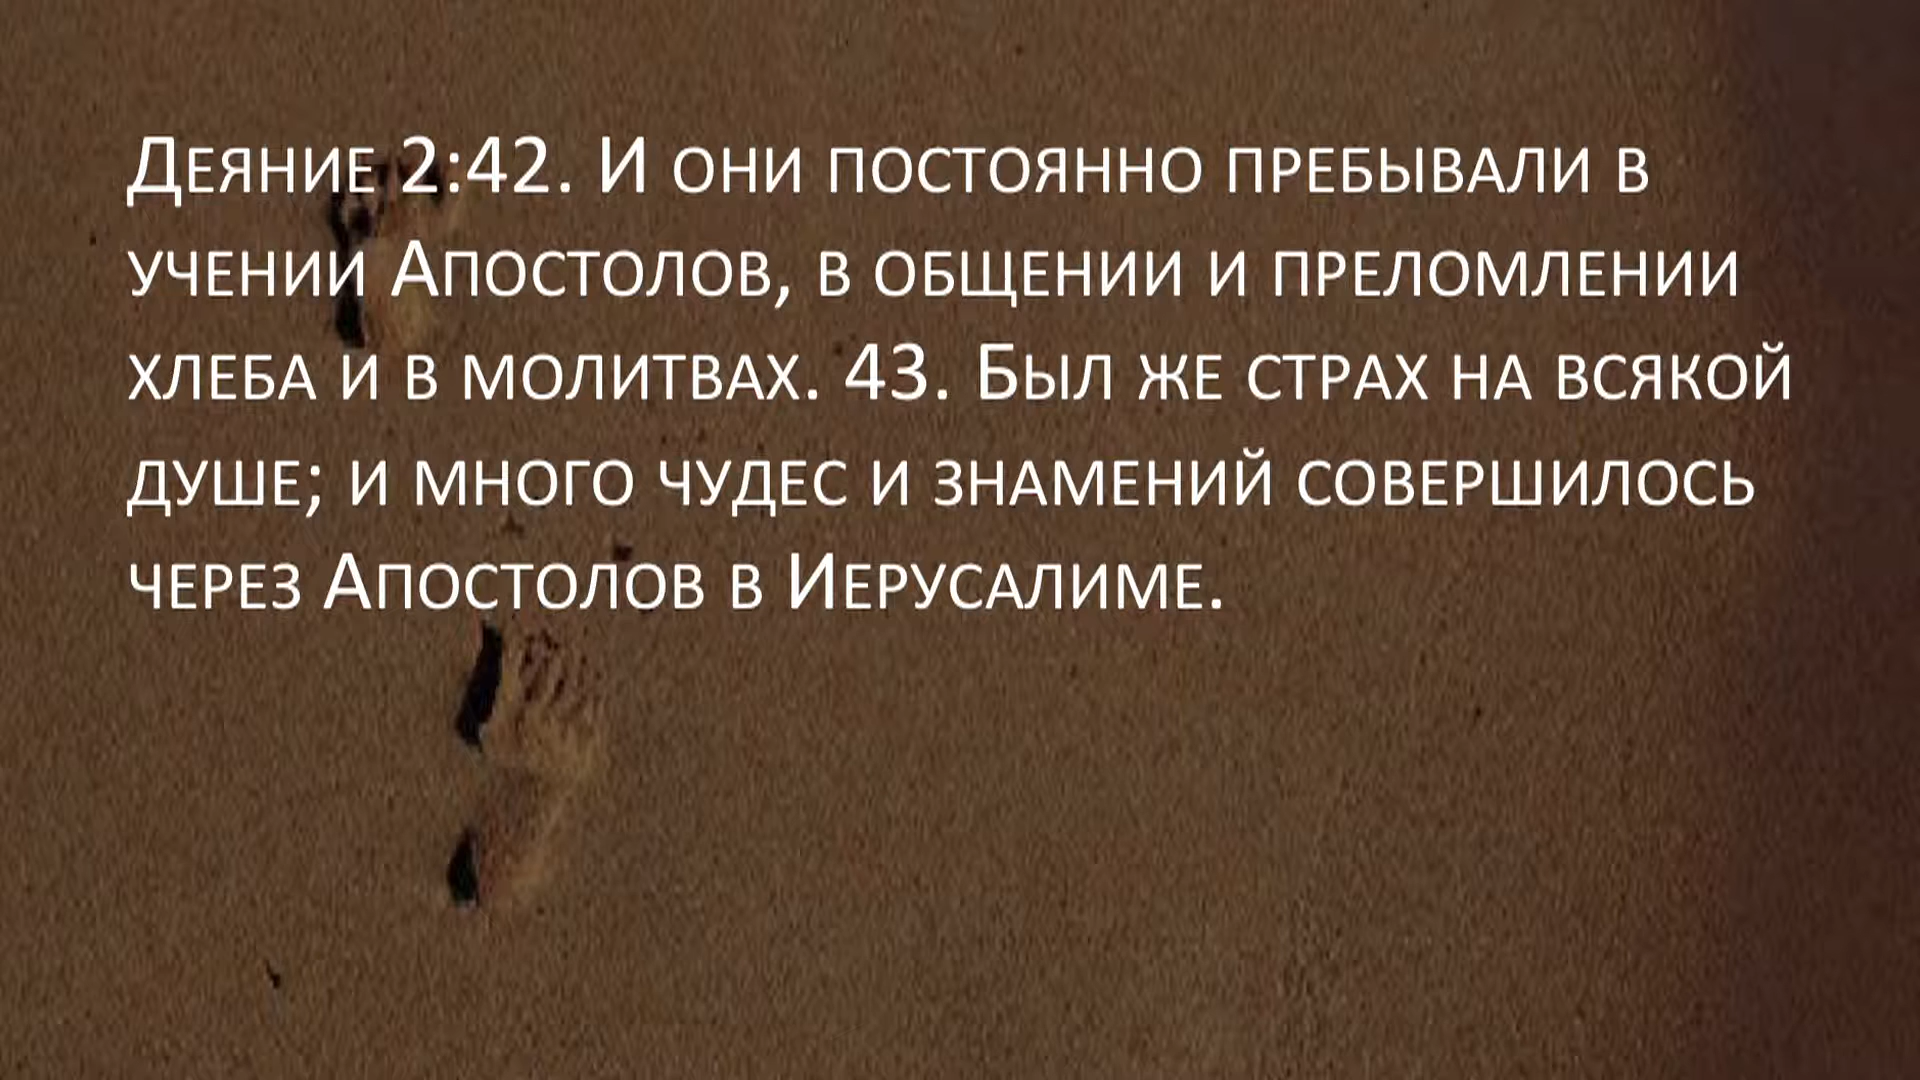 Деяние 2:42. И они постоянно пребывали в
учении Апостолов, в общении и преломлении
хлеба и в молитвах. 43. Был же страх на всякой
душе; и много чудес и знамений совершилось
через Апостолов в Иерусалиме.